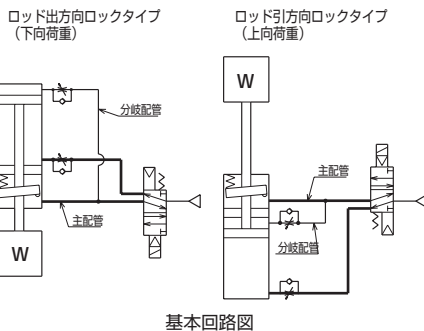 ロッド出方向ロックタイプ
（下向荷重）
ロッド引方向ロックタイプ
（上向荷重）
W
分岐配管
主配管
主配管
分岐配管
W
基本回路図